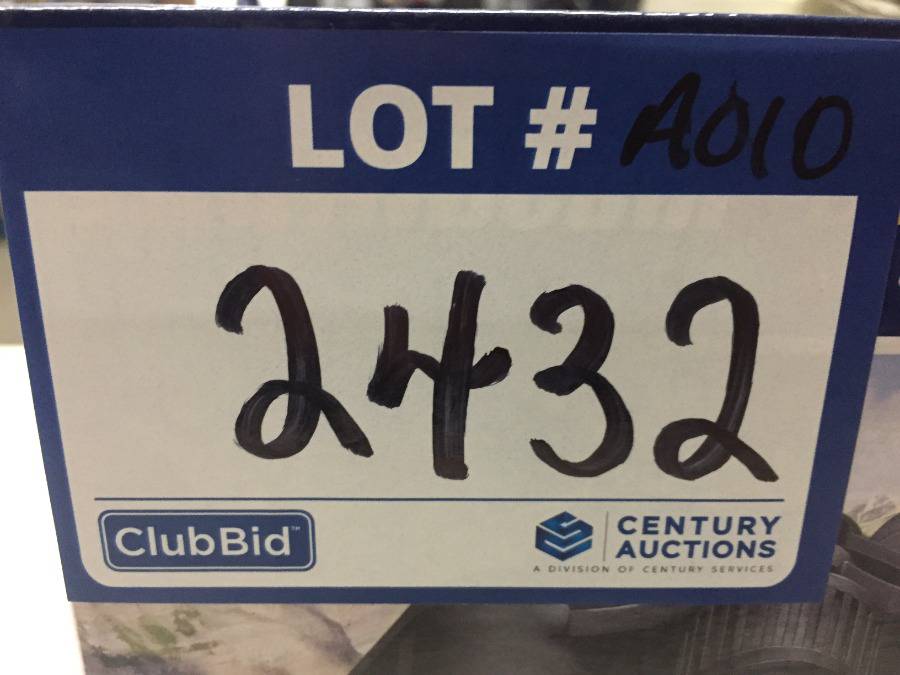 LOT # A010
2432
ClubBid™
CENTURY
AUCTIONS
A DIVISION OF CENTURY SERVICES